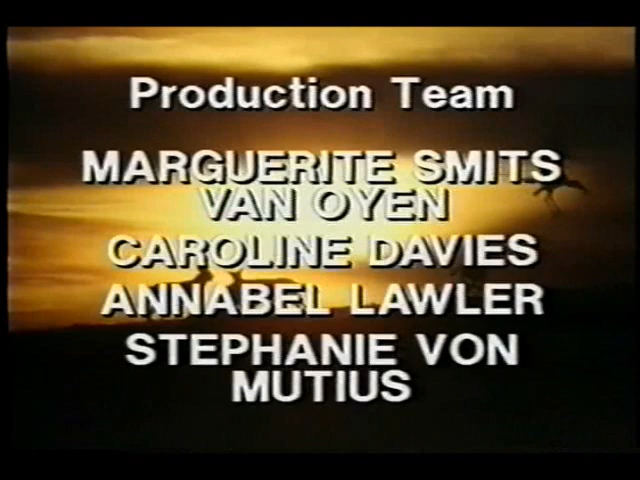 Production Team
MARGUERITE SMITS
VAN OYEN
CAROLINE DAVIES
ANNABEL LAWLER
STEPHANIE VON
MUTIUS